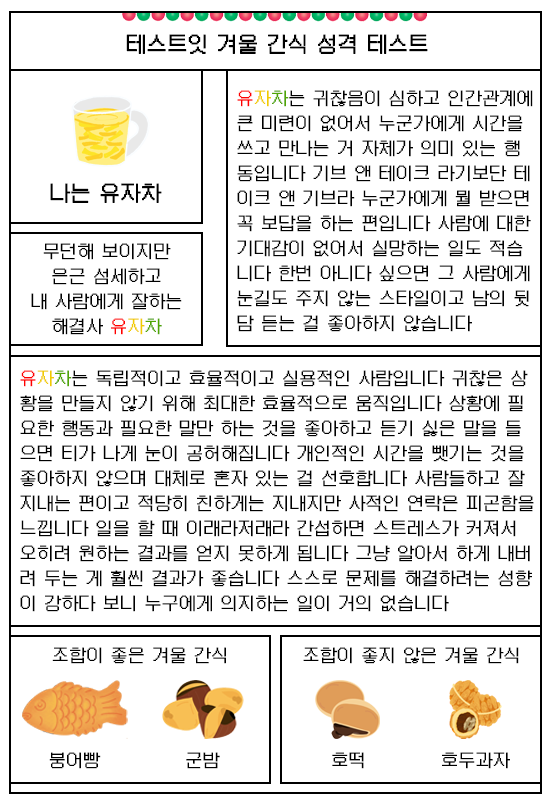 테스트잇 겨울 간식 성격 테스트
나는 유자차
무던해 보이지만
은근 섬세하고
내 사람에게 잘하는
해결사 유자차
유자차는 귀찮음이 심하고 인간관계에
큰 미련이 없어서 누군가에게 시간을
쓰고 만나는 거 자체가 의미 있는 행
동입니다 기브 앤 테이크 라기보단 테
이크 앤 기브라 누군가에게 뭘 받으면
꼭 보답을 하는 편입니다 사람에 대한
기대감이 없어서 실망하는 일도 적습
니다 한번 아니다 싶으면 그 사람에게
눈길도 주지 않는 스타일이고 남의 뒷
담 듣는 걸 좋아하지 않습니다
유자차는 독립적이고 효율적이고 실용적인 사람입니다 귀찮은 상
황을 만들지 않기 위해 최대한 효율적으로 움직입니다 상황에 필
요한 행동과 필요한 말만 하는 것을 좋아하고 듣기 싫은 말을 들
으면 티가 나게 눈이 공허해집니다 개인적인 시간을 뺏기는 것을
좋아하지 않으며 대체로 혼자 있는 걸 선호합니다 사람들하고 잘
지내는 편이고 적당히 친하게는 지내지만 사적인 연락은 피곤함을
느낍니다 일을 할 때 이래라저래라 간섭하면 스트레스가 커져서
오히려 원하는 결과를 얻지 못하게 됩니다 그냥 알아서 하게 내버
려 두는 게 훨씬 결과가 좋습니다 스스로 문제를 해결하려는 성향
이 강하다 보니 누구에게 의지하는 일이 거의 없습니다
조합이 좋은 겨울 간식
붕어빵 군밤
조합이 좋지 않은 겨울 간식
호떡 호두과자